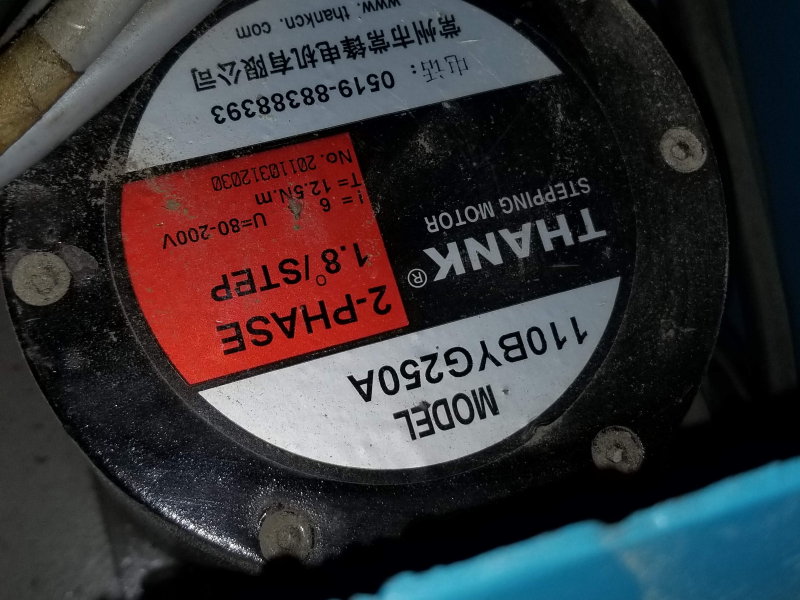 MODEL
110BYG250A
THANK®
STEPPING MOTOR
2-PHASE
1.8°/STEP
U=80-200V
I = 6
T= 12.5N.m
No. 20110312030
电话: 0519-88388393
常州市常锋电机有限公司
www.thankcn.com